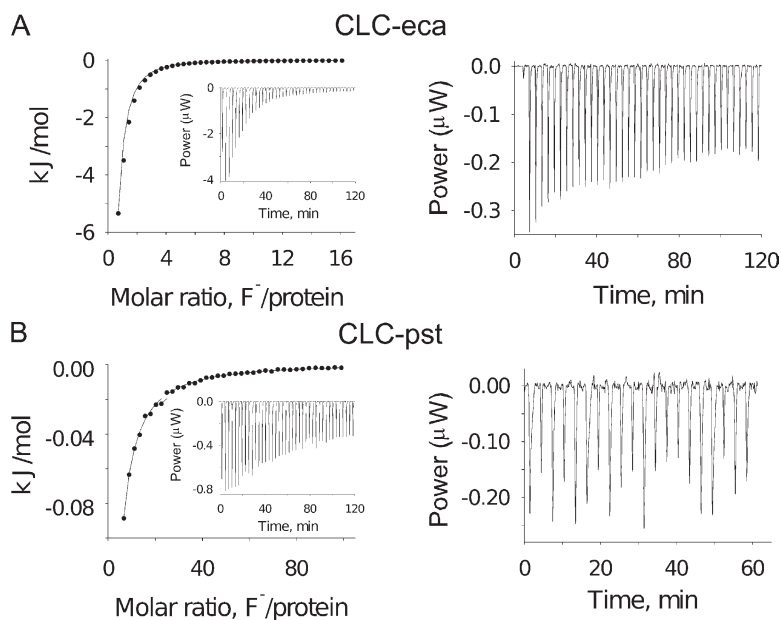 A
CLC-eca
kJ/mol
0
-2
-4
-6
0 4 8 12 16
Molar ratio, F⁻/protein
Power (μW)
0
-2
-4
0 40 80 120
Time, min
Power (μW)
0.0
-0.1
-0.2
-0.3
0 40 80 120
Time, min
B
CLC-pst
kJ/mol
0.00
-0.04
-0.08
0 40 80
Molar ratio, F⁻/protein
Power (μW)
0.0
-0.4
-0.8
0 40 80 120
Time, min
Power (μW)
0.00
-0.10
-0.20
0 20 40 60
Time, min